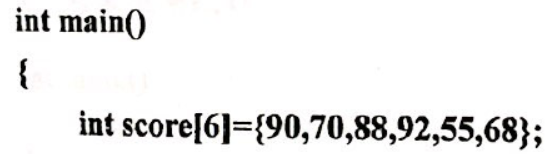 int main()
{
int score[6]={90,70,88,92,55,68};